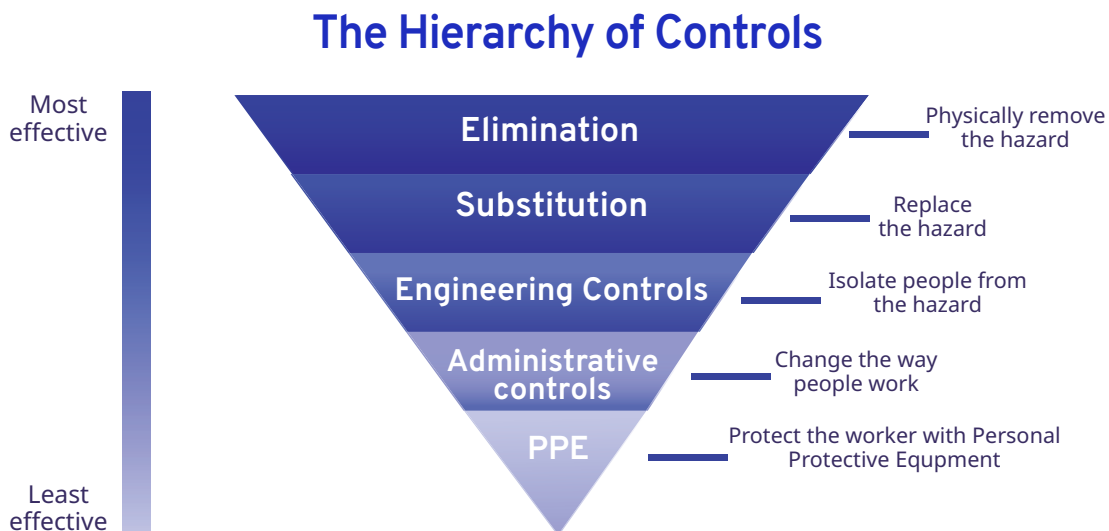 The Hierarchy of Controls
Most
effective
Elimination
Physically remove
the hazard
Substitution
Replace
the hazard
Engineering Controls
Isolate people from
the hazard
Administrative
controls
Change the way
people work
PPE
Protect the worker with Personal
Protective Equpment
Least
effective